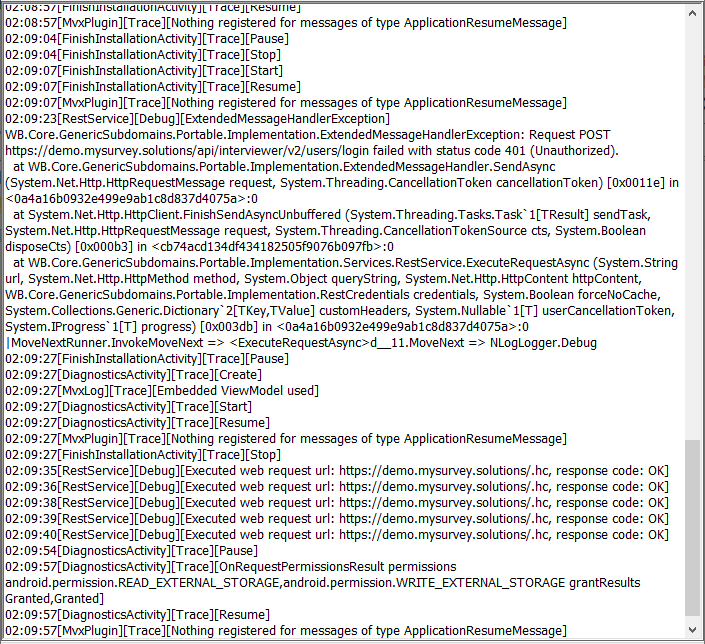 02:08:57[FinishInstallationActivity][Trace][Resume]
02:08:57[MvxPlugin][Trace][Nothing registered for messages of type ApplicationResumeMessage]
02:09:04[FinishInstallationActivity][Trace][Pause]
02:09:04[FinishInstallationActivity][Trace][Stop]
02:09:07[FinishInstallationActivity][Trace][Start]
02:09:07[FinishInstallationActivity][Trace][Resume]
02:09:07[MvxPlugin][Trace][Nothing registered for messages of type ApplicationResumeMessage]
02:09:23[RestService][Debug][ExtendedMessageHandlerException]
WB.Core.GenericSubdomains.Portable.Implementation.ExtendedMessageHandlerException: Request POST
https://demo.mysurvey.solutions/api/interviewer/v2/users/login failed with status code 401 (Unauthorized).
at WB.Core.GenericSubdomains.Portable.Implementation.ExtendedMessageHandler.SendAsync
(System.Net.Http.HttpRequestMessage request, System.Threading.CancellationToken cancellationToken) [0x0011e] in
<0a4a16b0932e499e9ab1c8d837d4075a>:0
at System.Net.Http.HttpClient.FinishSendAsyncUnbuffered (System.Threading.Tasks.Task`1[TResult] sendTask,
System.Net.Http.HttpRequestMessage request, System.Threading.CancellationTokenSource cts, System.Boolean
disposeCts) [0x000b3] in <cb74acd134df434182505f9076b097fb>:0
at WB.Core.GenericSubdomains.Portable.Implementation.Services.RestService.ExecuteRequestAsync (System.String
url, System.Net.Http.HttpMethod method, System.Object queryString, System.Net.Http.HttpContent httpContent,
WB.Core.GenericSubdomains.Portable.Implementation.RestCredentials credentials, System.Boolean forceNoCache,
System.Collections.Generic.Dictionary`2[TKey,TValue] customHeaders, System.Nullable`1[T] userCancellationToken,
System.IProgress`1[T] progress) [0x003db] in <0a4a16b0932e499e9ab1c8d837d4075a>:0
|MoveNextRunner.InvokeMoveNext => <ExecuteRequestAsync>d__11.MoveNext => NLogLogger.Debug
02:09:27[FinishInstallationActivity][Trace][Pause]
02:09:27[DiagnosticsActivity][Trace][Create]
02:09:27[MvxLog][Trace][Embedded ViewModel used]
02:09:27[DiagnosticsActivity][Trace][Start]
02:09:27[DiagnosticsActivity][Trace][Resume]
02:09:27[MvxPlugin][Trace][Nothing registered for messages of type ApplicationResumeMessage]
02:09:27[FinishInstallationActivity][Trace][Stop]
02:09:35[RestService][Debug][Executed web request url: https://demo.mysurvey.solutions/.hc, response code: OK]
02:09:36[RestService][Debug][Executed web request url: https://demo.mysurvey.solutions/.hc, response code: OK]
02:09:38[RestService][Debug][Executed web request url: https://demo.mysurvey.solutions/.hc, response code: OK]
02:09:39[RestService][Debug][Executed web request url: https://demo.mysurvey.solutions/.hc, response code: OK]
02:09:40[RestService][Debug][Executed web request url: https://demo.mysurvey.solutions/.hc, response code: OK]
02:09:54[DiagnosticsActivity][Trace][Pause]
02:09:57[DiagnosticsActivity][Trace][OnRequestPermissionsResult permissions
android.permission.READ_EXTERNAL_STORAGE,android.permission.WRITE_EXTERNAL_STORAGE grantResults
Granted,Granted]
02:09:57[DiagnosticsActivity][Trace][Resume]
02:09:57[MvxPlugin][Trace][Nothing registered for messages of type ApplicationResumeMessage]